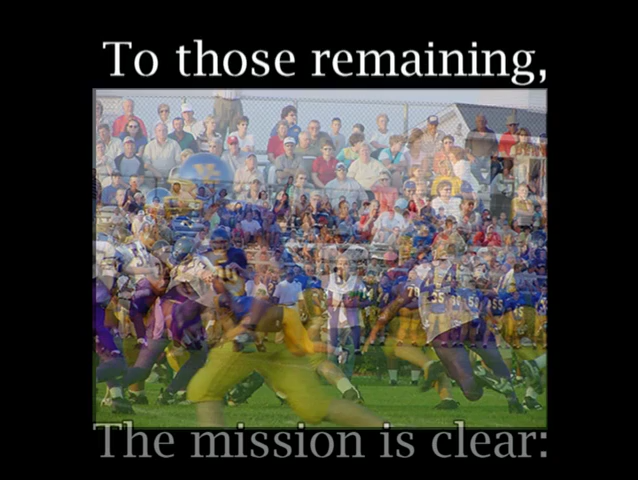 To those remaining,
The mission is clear: